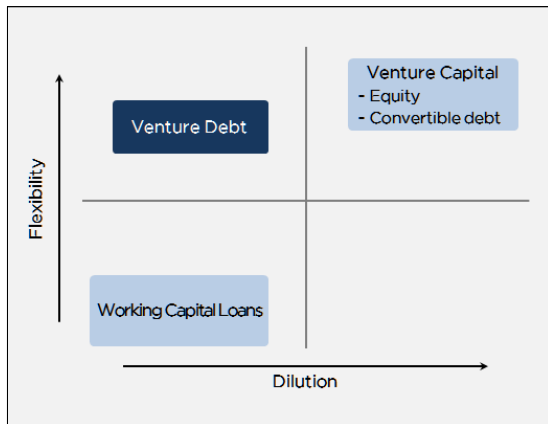 Venture Capital
- Equity
- Convertible debt
Venture Debt
Flexibility
Working Capital Loans
Dilution